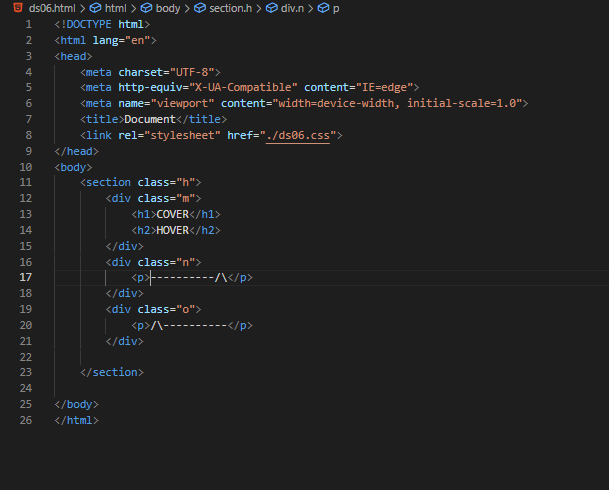 ds06.html > html > body > section.h > div.n > p
1 <!DOCTYPE html>
2 <html lang="en">
3 <head>
4     <meta charset="UTF-8">
5     <meta http-equiv="X-UA-Compatible" content="IE=edge">
6     <meta name="viewport" content="width=device-width, initial-scale=1.0">
7     <title>Document</title>
8     <link rel="stylesheet" href="./ds06.css">
9 </head>
10 <body>
11     <section class="h">
12         <div class="m">
13             <h1>COVER</h1>
14             <h2>HOVER</h2>
15         </div>
16         <div class="n">
17             <p>----------/\</p>
18         </div>
19         <div class="o">
20             <p>/\----------</p>
21         </div>
22
23     </section>
24
25 </body>
26 </html>